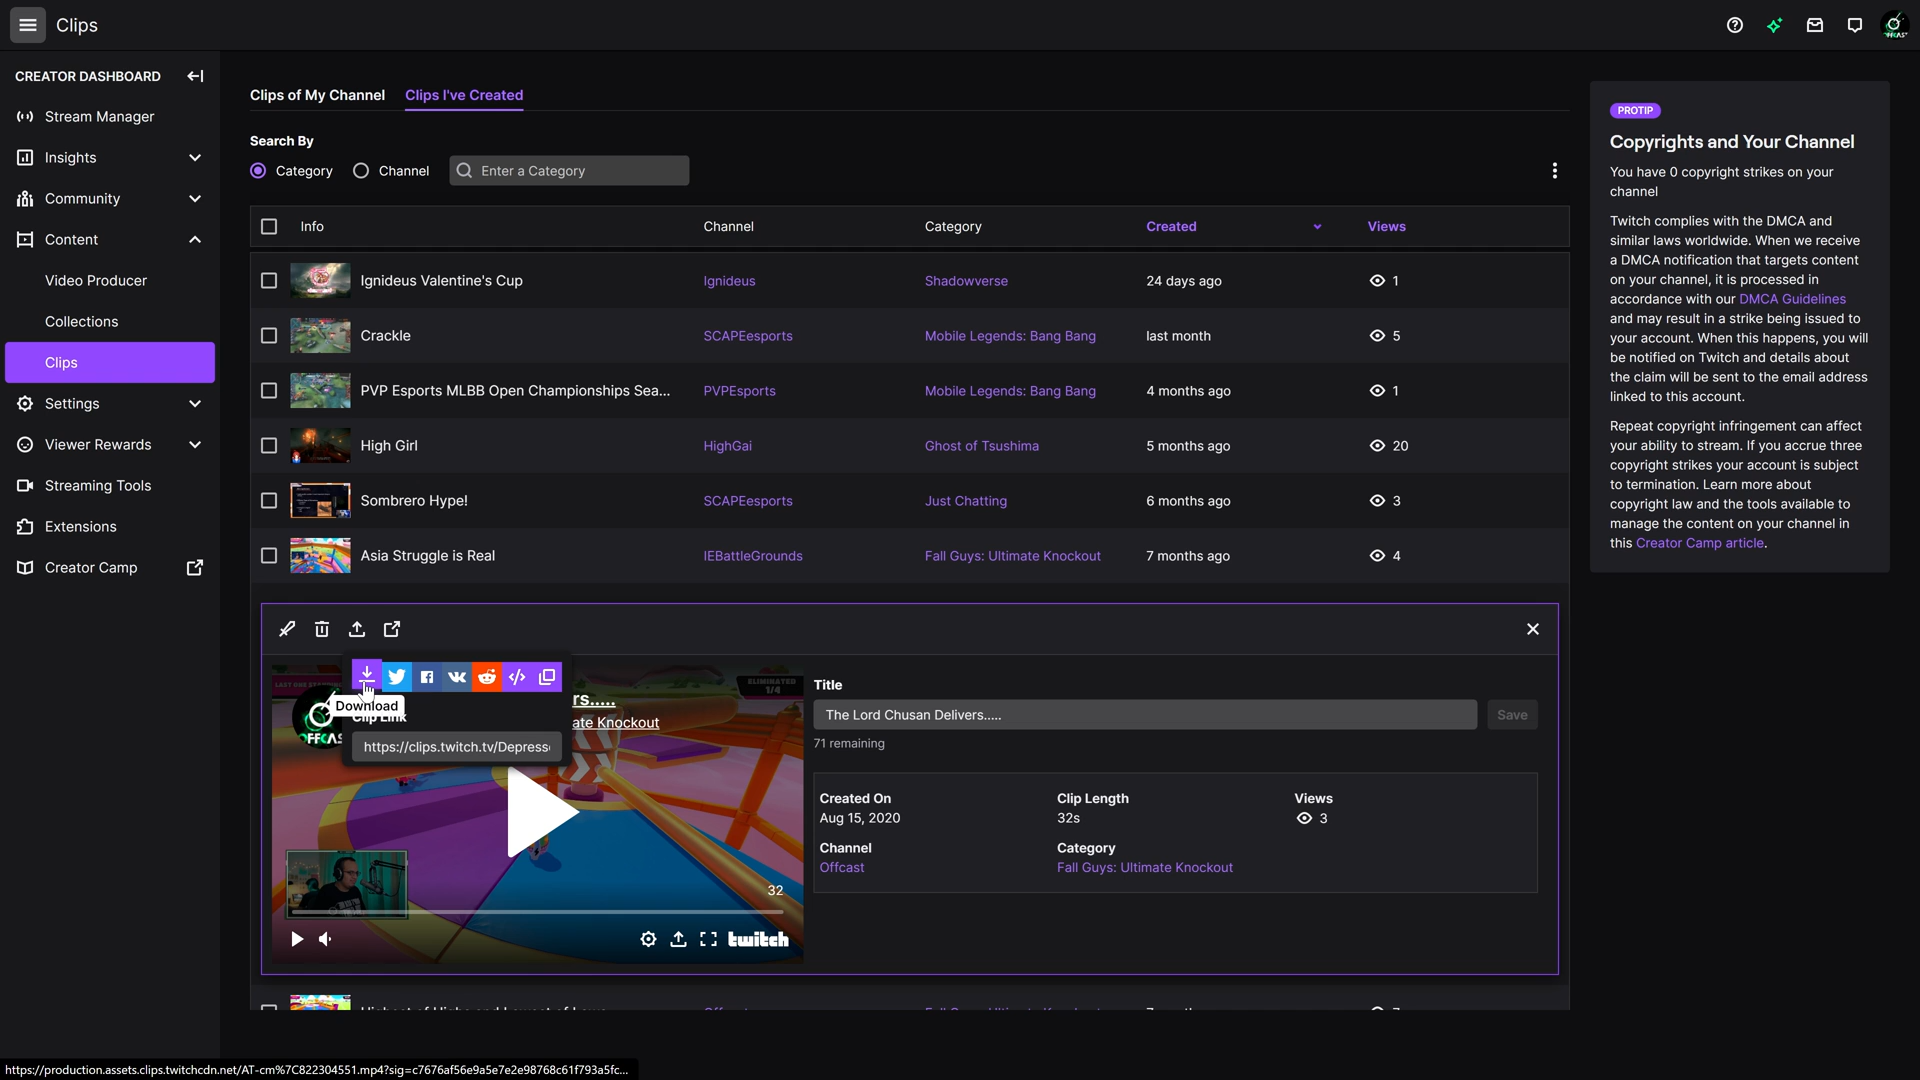 Clips
CREATOR DASHBOARD
Stream Manager
Insights
Community
Content
Video Producer
Collections
Clips
Settings
Viewer Rewards
Streaming Tools
Extensions
Creator Camp
Clips of My Channel Clips I've Created
Search By
Category Channel Enter a Category
Info Channel Category Created Views
Ignideus Valentine's Cup Ignideus Shadowverse 24 days ago 1
Crackle SCAPEesports Mobile Legends: Bang Bang last month 5
PVP Esports MLBB Open Championships Sea... PVPEsports Mobile Legends: Bang Bang 4 months ago 1
High Girl HighGai Ghost of Tsushima 5 months ago 20
Sombrero Hype! SCAPEesports Just Chatting 6 months ago 3
Asia Struggle is Real IEBattleGrounds Fall Guys: Ultimate Knockout 7 months ago 4
ELIMINATED
1/4
rs.....
Download
Clip Link
ate Knockout
OFFCAS
https://clips.twitch.tv/Depress
32
twitch
Title
The Lord Chusan Delivers..... Save
71 remaining
Created On Clip Length Views
Aug 15, 2020 32s 3
Channel Category
Offcast Fall Guys: Ultimate Knockout
PROTIP
Copyrights and Your Channel
You have 0 copyright strikes on your
channel
Twitch complies with the DMCA and
similar laws worldwide. When we receive
a DMCA notification that targets content
on your channel, it is processed in
accordance with our DMCA Guidelines
and may result in a strike being issued to
your account. When this happens, you will
be notified on Twitch and details about
the claim will be sent to the email address
linked to this account.
Repeat copyright infringement can affect
your ability to stream. If you accrue three
copyright strikes your account is subject
to termination. Learn more about
copyright law and the tools available to
manage the content on your channel in
this Creator Camp article.
https://production.assets.clips.twitchcdn.net/AT-cm%7C822304551.mp4?sig=c7676af56e9a5e7e2e98768c61f793a5fc...